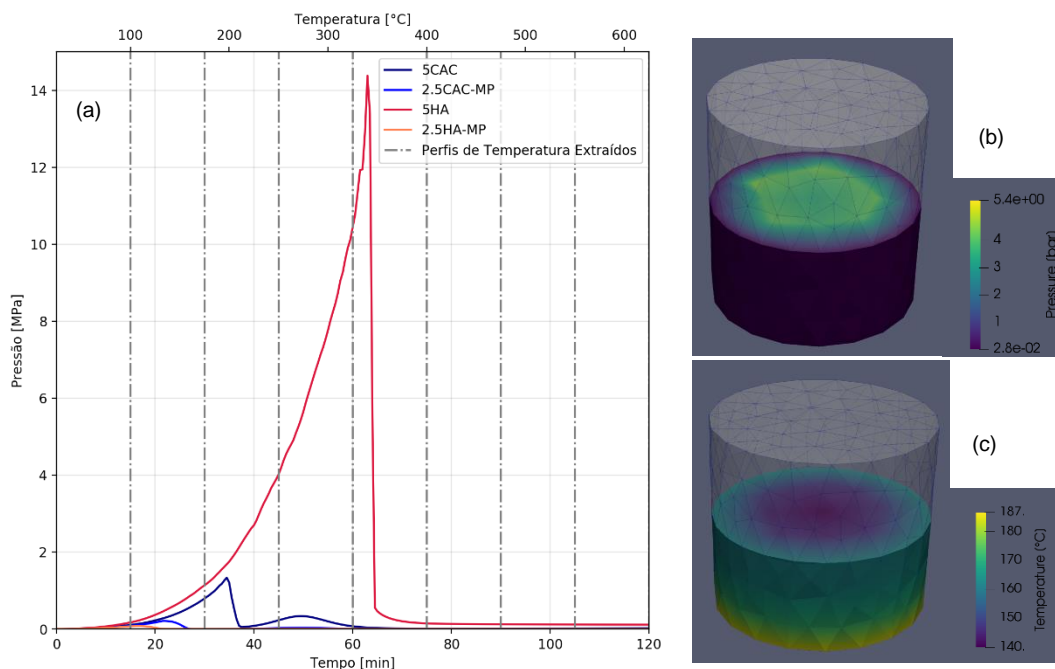 Temperatura [°C]
100 200 300 400 500 600
(a)
5CAC
2.5CAC-MP
5HA
2.5HA-MP
Perfis de Temperatura Extraídos
Pressão [MPa]
14
12
10
8
6
4
2
0
0 20 40 60 80 100 120
Tempo [min]
(b)
5.4e+00
4
3
2
1
2.8e-02
Pressure (bar)
(c)
187.
180
170
160
150
140.
Temperature (°C)